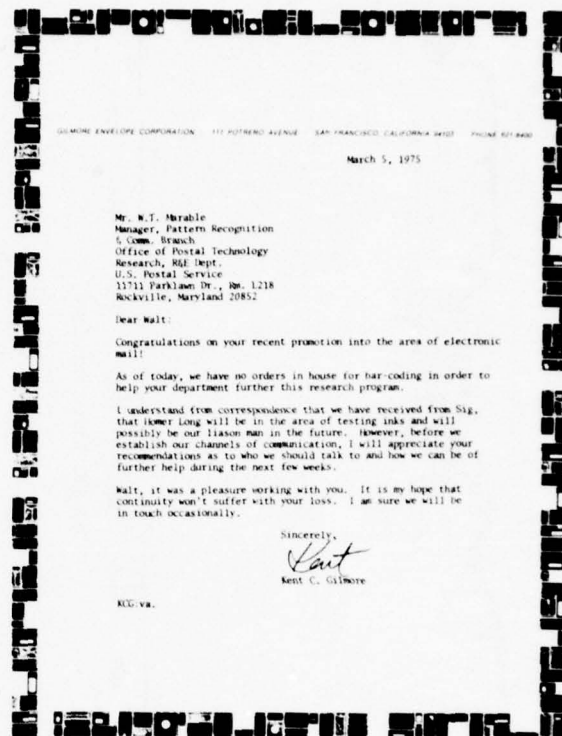 GILMORE ENVELOPE CORPORATION 111 POTRERO AVENUE SAN FRANCISCO, CALIFORNIA 94103 PHONE 621-8400
March 5, 1975
Mr. W.T. Marable
Manager, Pattern Recognition
& Comm. Branch
Office of Postal Technology
Research, R&E Dept.
U.S. Postal Service
11711 Parklawn Dr., Rm. 1218
Rockville, Maryland 20852
Dear Walt:
Congratulations on your recent promotion into the area of electronic
mail!
As of today, we have no orders in house for bar-coding in order to
help your department further this research program.
I understand from correspondence that we have received from Sig,
that Homer Long will be in the area of testing inks and will
possibly be our liason man in the future. However, before we
establish our channels of communication, I will appreciate your
recommendations as to who we should talk to and how we can be of
further help during the next few weeks.
Walt, it was a pleasure working with you. It is my hope that
continuity won't suffer with your loss. I am sure we will be
in touch occasionally.
Sincerely,
Kent
Kent C. Gilmore
KCG:va.